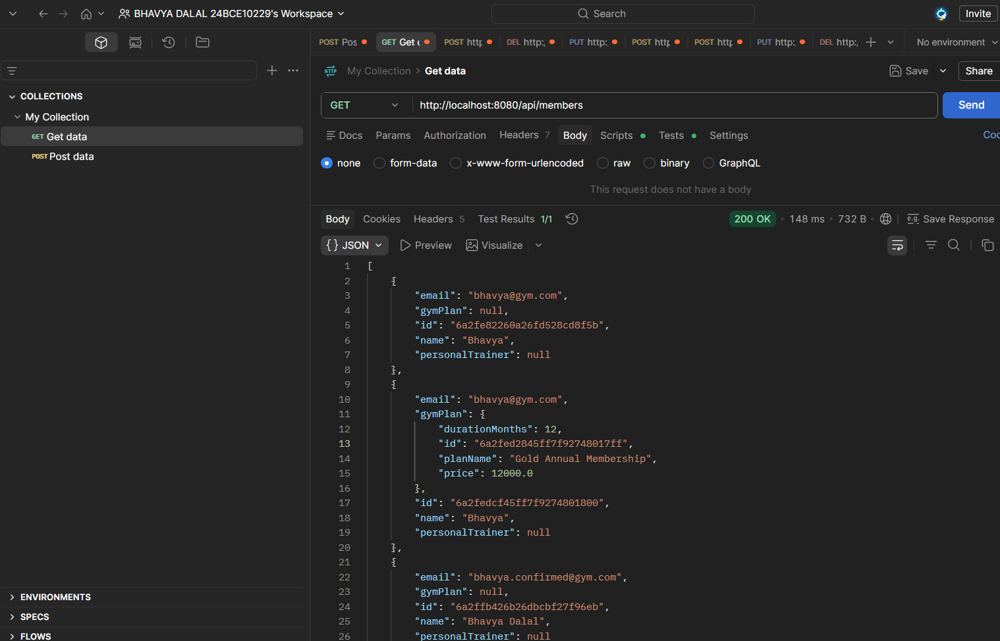 BHAVYA DALAL 24BCE10229's Workspace
Search
Invite
POST Pos
GET Get
POST http
DEL http:
PUT http:
POST http
POST http
PUT http:
DEL http:
No environment
HTTP My Collection > Get data
Save
Share
COLLECTIONS
My Collection
GET Get data
POST Post data
GET http://localhost:8080/api/members
Send
Docs Params Authorization Headers 7 Body Scripts Tests Settings
none form-data x-www-form-urlencoded raw binary GraphQL
This request does not have a body
Body Cookies Headers 5 Test Results 1/1
200 OK • 148 ms • 732 B • e.g. Save Response
{} JSON Preview Visualize
1 [
2 {
3 "email": "bhavya@gym.com",
4 "gymPlan": null,
5 "id": "6a2fe82260a26fd528cd8f5b",
6 "name": "Bhavya",
7 "personalTrainer": null
8 },
9 {
10 "email": "bhavya@gym.com",
11 "gymPlan": {
12 "durationMonths": 12,
13 "id": "6a2fed2845ff7f92748017ff",
14 "planName": "Gold Annual Membership",
15 "price": 12000.0
16 },
17 "id": "6a2fedcf45ff7f9274801800",
18 "name": "Bhavya",
19 "personalTrainer": null
20 },
21 {
22 "email": "bhavya.confirmed@gym.com",
23 "gymPlan": null,
24 "id": "6a2ffb426b26dbcbf27f96eb",
25 "name": "Bhavya Dalal",
26 "personalTrainer": null
ENVIRONMENTS
SPECS
FLOWS